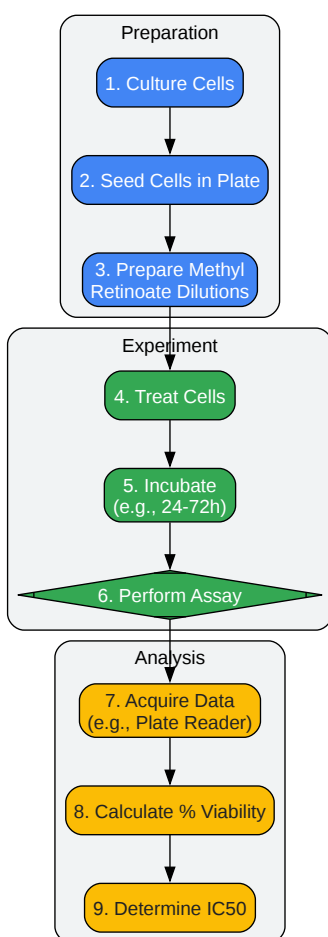 Preparation
1. Culture Cells
2. Seed Cells in Plate
3. Prepare Methyl
Retinoate Dilutions
Experiment
4. Treat Cells
5. Incubate
(e.g., 24-72h)
6. Perform Assay
Analysis
7. Acquire Data
(e.g., Plate Reader)
8. Calculate % Viability
9. Determine IC50